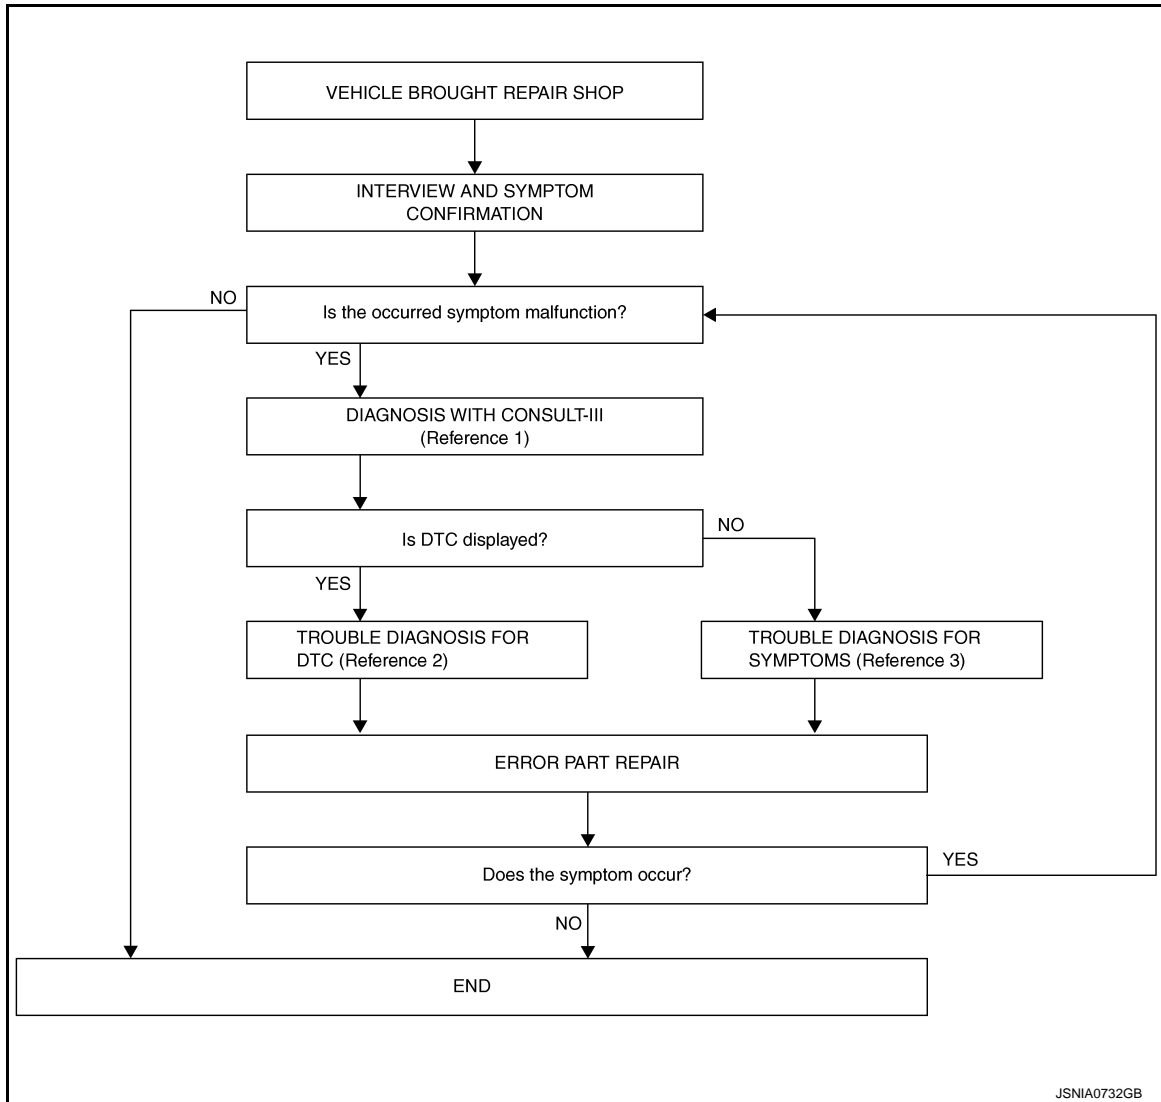 VEHICLE BROUGHT REPAIR SHOP
INTERVIEW AND SYMPTOM
CONFIRMATION
NO
Is the occurred symptom malfunction?
YES
DIAGNOSIS WITH CONSULT-III
(Reference 1)
Is DTC displayed?
NO
YES
TROUBLE DIAGNOSIS FOR
DTC (Reference 2)
TROUBLE DIAGNOSIS FOR
SYMPTOMS (Reference 3)
ERROR PART REPAIR
Does the symptom occur?
YES
NO
END
JSNIA0732GB